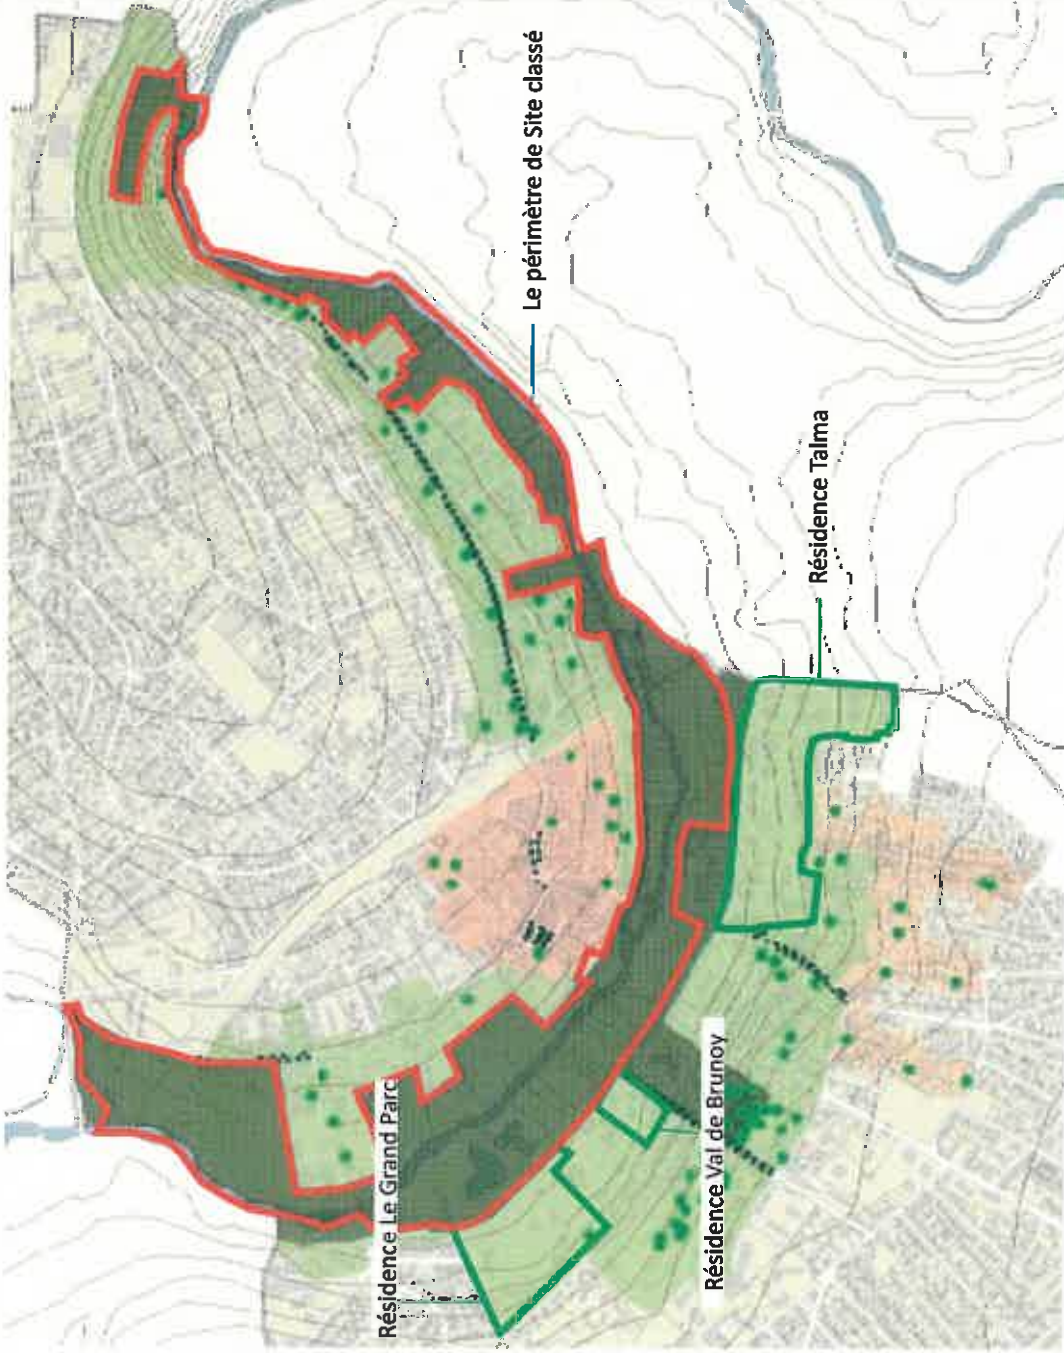 Le périmètre de Site classé
Résidence Talma
Résidence Val de Brunoy
Résidence Le Grand Parc